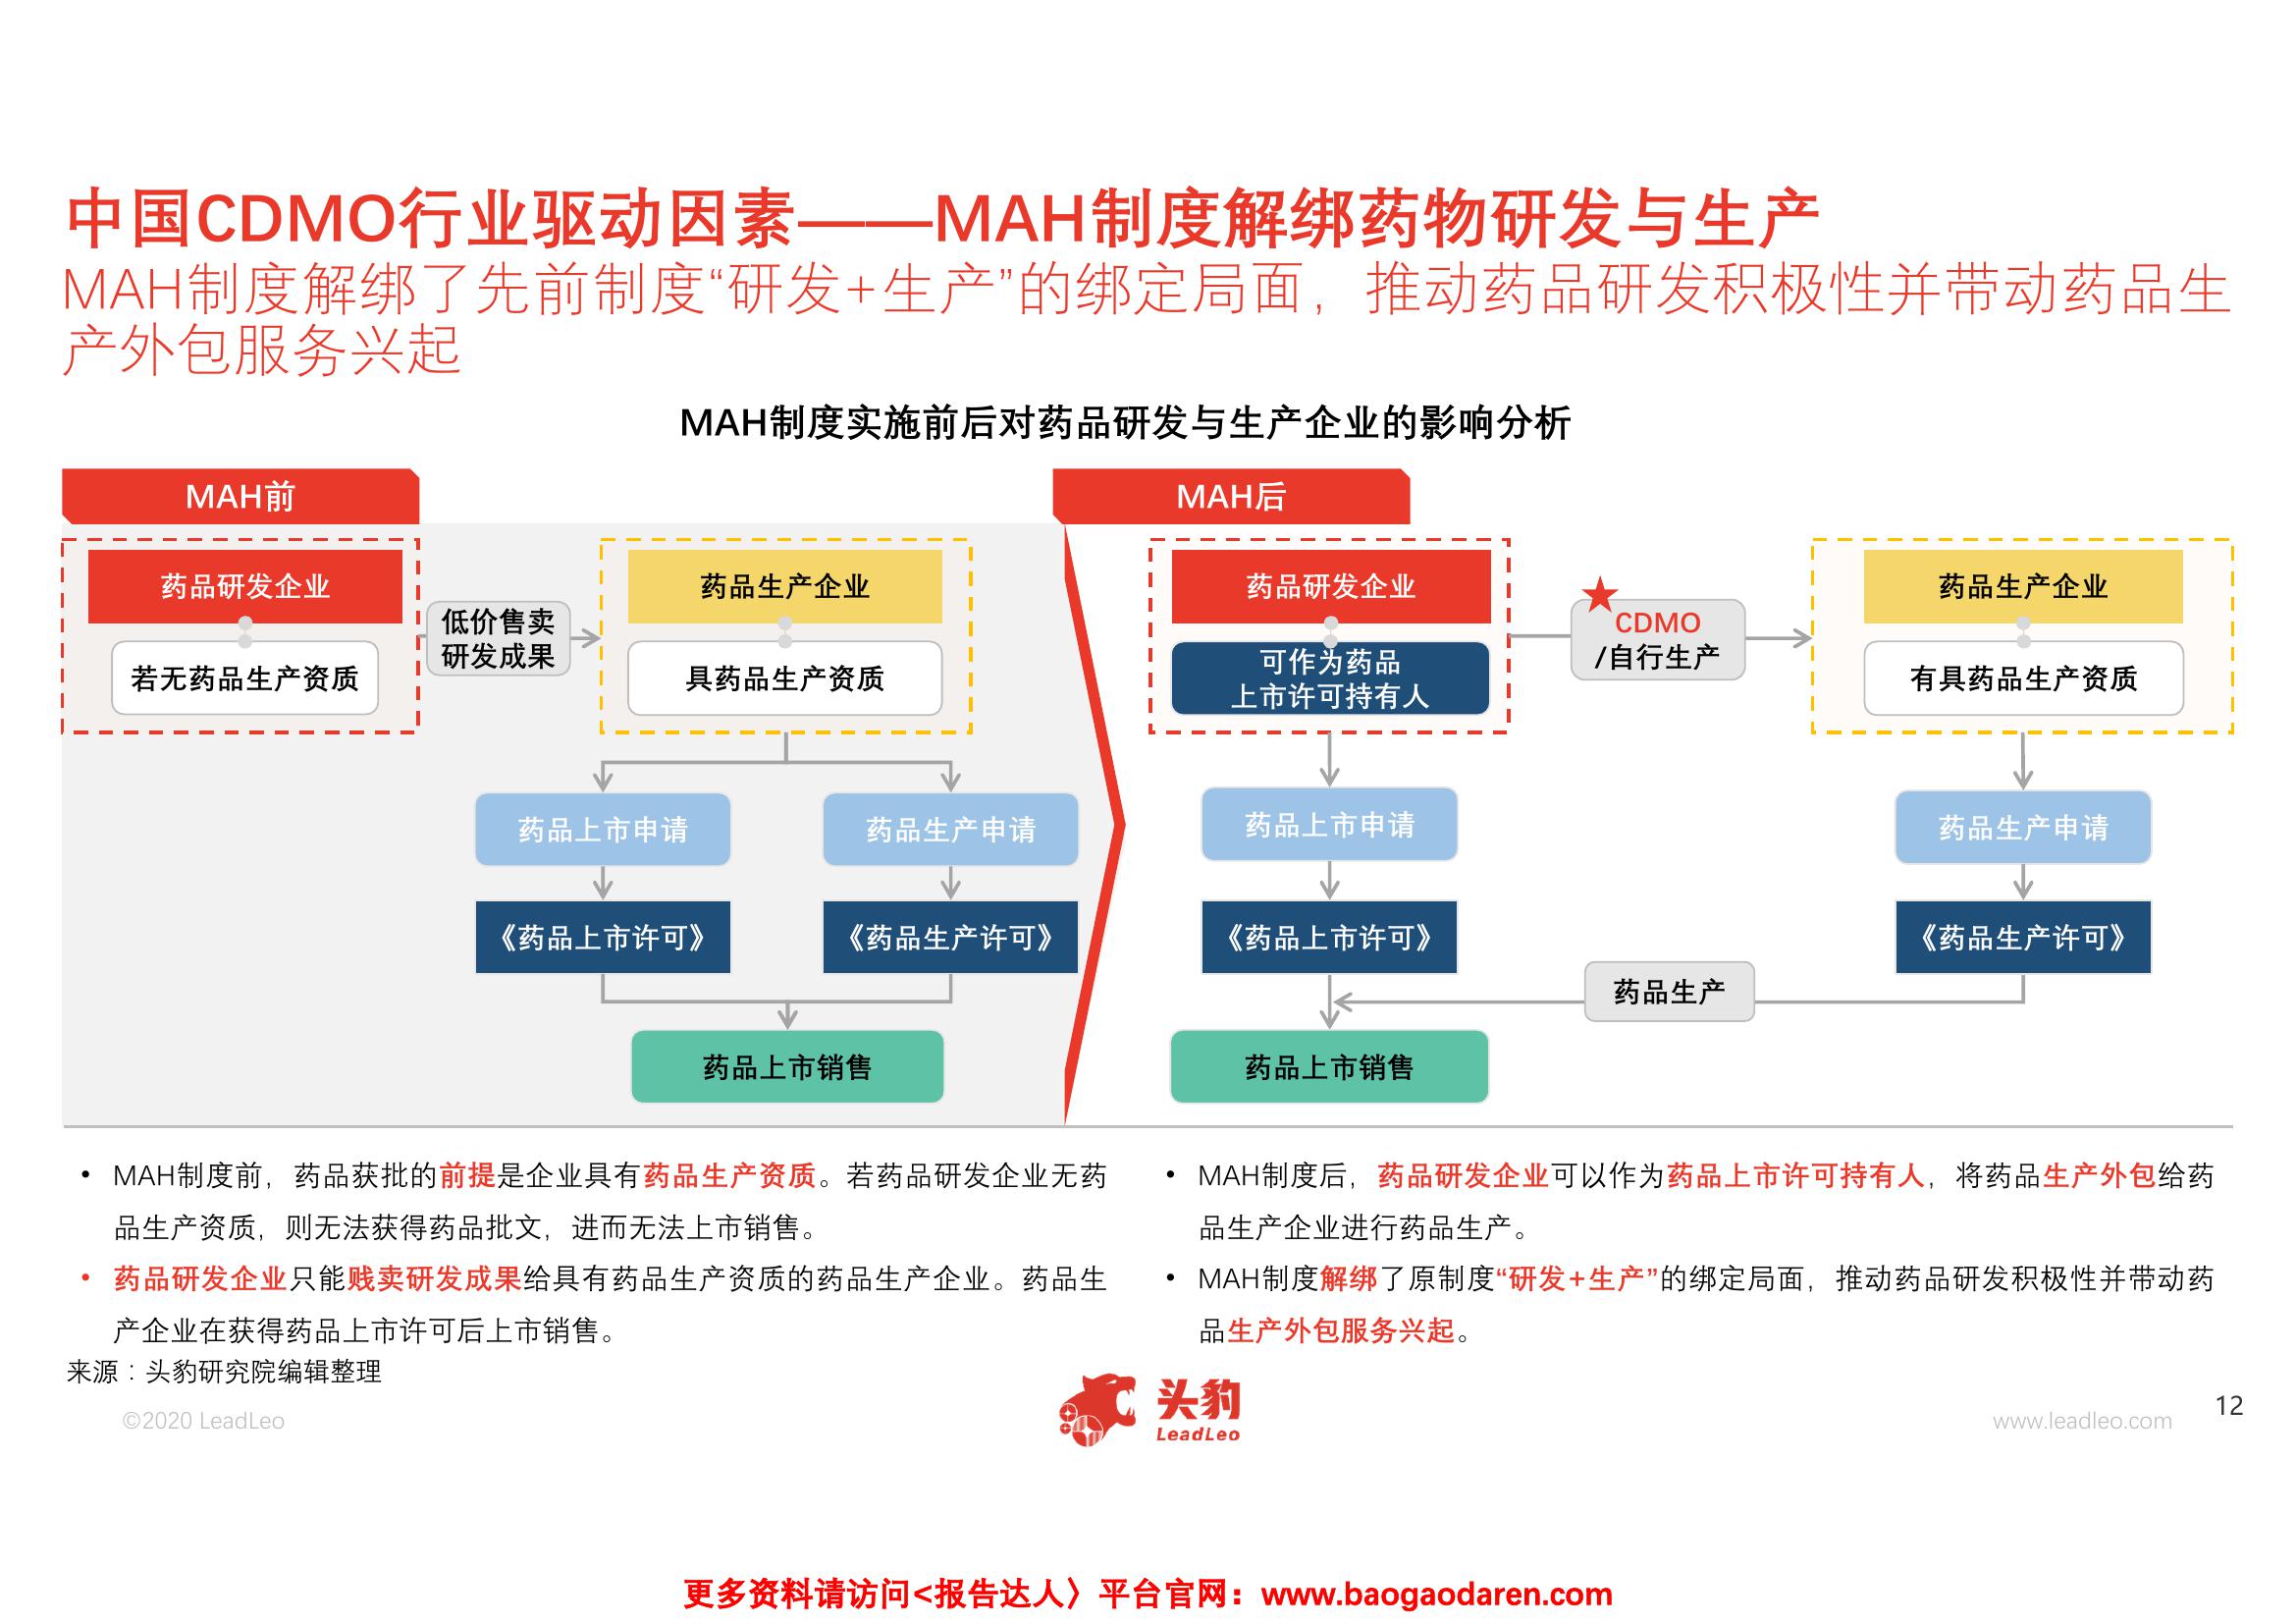 中国CDMO行业驱动因素——MAH制度解绑药物研发与生产
MAH制度解绑了先前制度“研发+生产”的绑定局面，推动药品研发积极性并带动药品生
产外包服务兴起
MAH制度实施前后对药品研发与生产企业的影响分析
MAH前
药品研发企业
若无药品生产资质
低价售卖
研发成果
药品生产企业
具药品生产资质
药品上市申请
药品生产申请
《药品上市许可》
《药品生产许可》
药品上市销售
MAH后
药品研发企业
可作为药品
上市许可持有人
CDMO
/自行生产
药品生产企业
有具药品生产资质
药品上市申请
药品生产申请
《药品上市许可》
《药品生产许可》
药品生产
药品上市销售
• MAH制度前，药品获批的前提是企业具有药品生产资质。若药品研发企业无药
品生产资质，则无法获得药品批文，进而无法上市销售。
• 药品研发企业只能贱卖研发成果给具有药品生产资质的药品生产企业。药品生
产企业在获得药品上市许可后上市销售。
• MAH制度后，药品研发企业可以作为药品上市许可持有人，将药品生产外包给药
品生产企业进行药品生产。
• MAH制度解绑了原制度“研发+生产”的绑定局面，推动药品研发积极性并带动药
品生产外包服务兴起。
来源：头豹研究院编辑整理
©2020 LeadLeo
头豹
LeadLeo
www.leadleo.com
12
更多资料请访问<报告达人〉平台官网：www.baogaodaren.com